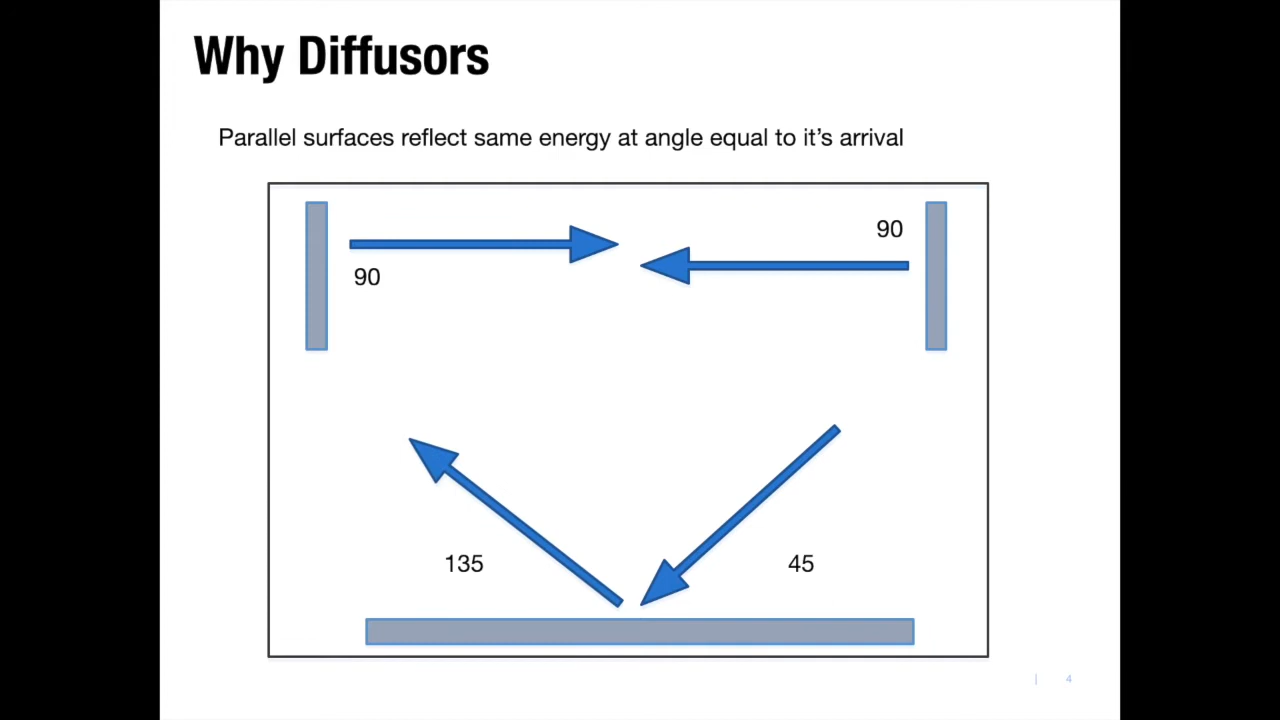 Why Diffusors
Parallel surfaces reflect same energy at angle equal to it’s arrival
90
90
135
45
| 4